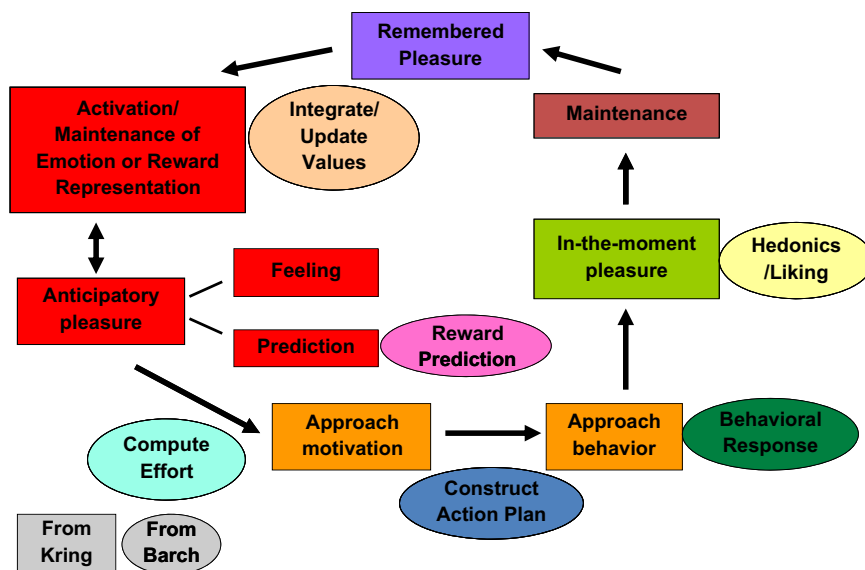 Remembered
Pleasure
Activation/
Maintenance of
Emotion or Reward
Representation
Integrate/
Update
Values
Maintenance
In-the-moment
pleasure
Hedonics
/Liking
Feeling
Anticipatory
pleasure
Prediction
Reward
Prediction
Approach
motivation
Approach
behavior
Behavioral
Response
Compute
Effort
Construct
Action Plan
From
Kring
From
Barch